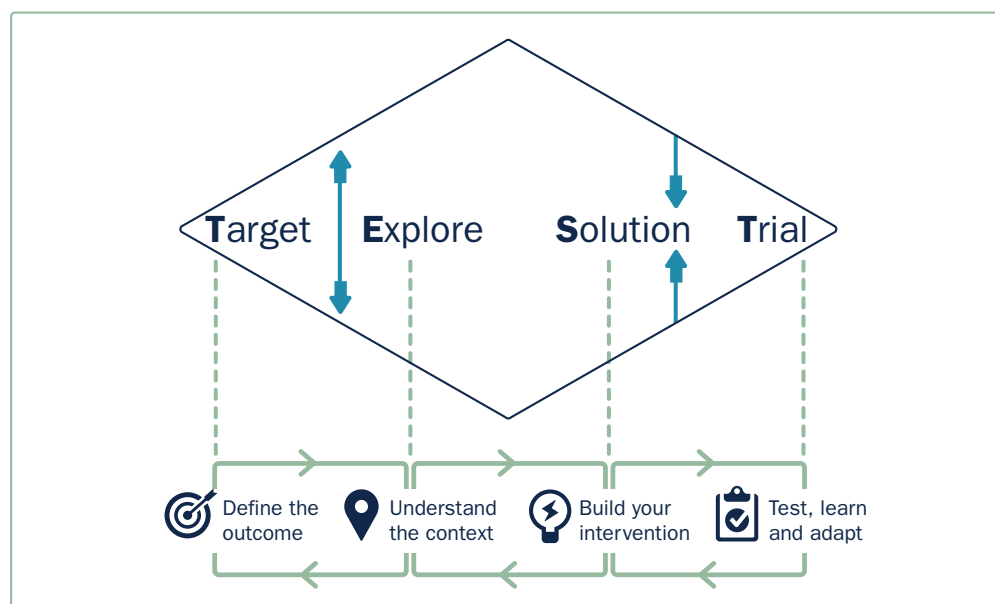 Target Explore Solution Trial
Define the
outcome
Understand
the context
Build your
intervention
Test, learn
and adapt